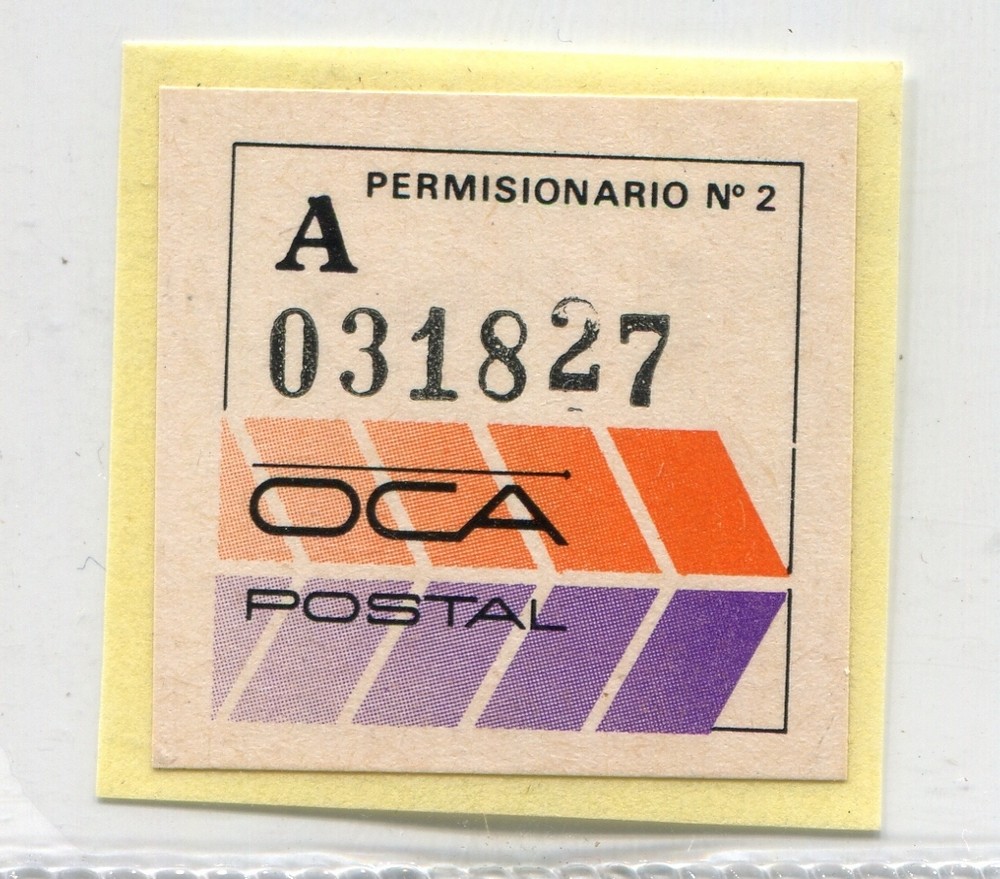 PERMISIONARIO Nº 2
A
031827
OCA
POSTAL